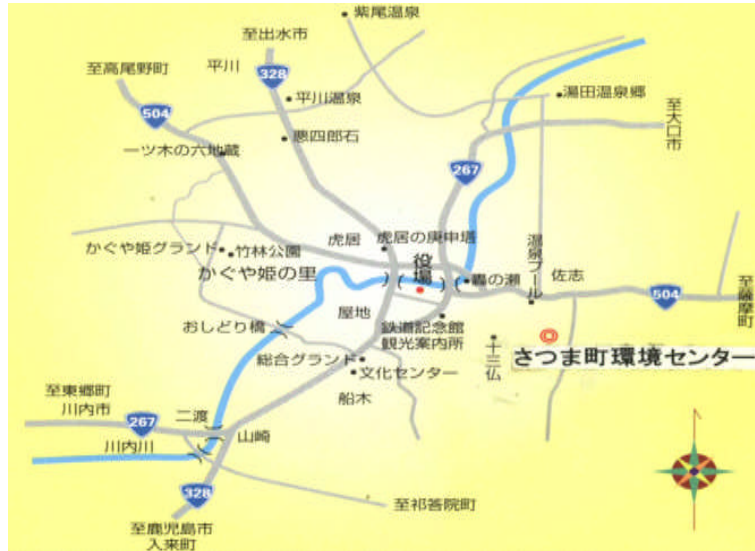 紫尾温泉
至出水市
平川
328
至高尾野町
平川温泉
湯田温泉郷
504
至大口市
悪四郎石
一ツ木の六地蔵
267
虎居
虎居の庚申塔
かぐや姫グランド
竹林公園
役場
温泉プール
佐志
かぐや姫の里
轟の瀬
504
至薩摩町
屋地
おしどり橋
鉄道記念館
観光案内所
十三仏
さつま町環境センター
総合グランド
文化センター
船木
至東郷町
川内市
267
二渡
山崎
川内川
328
至祁答院町
至鹿児島市
入来町